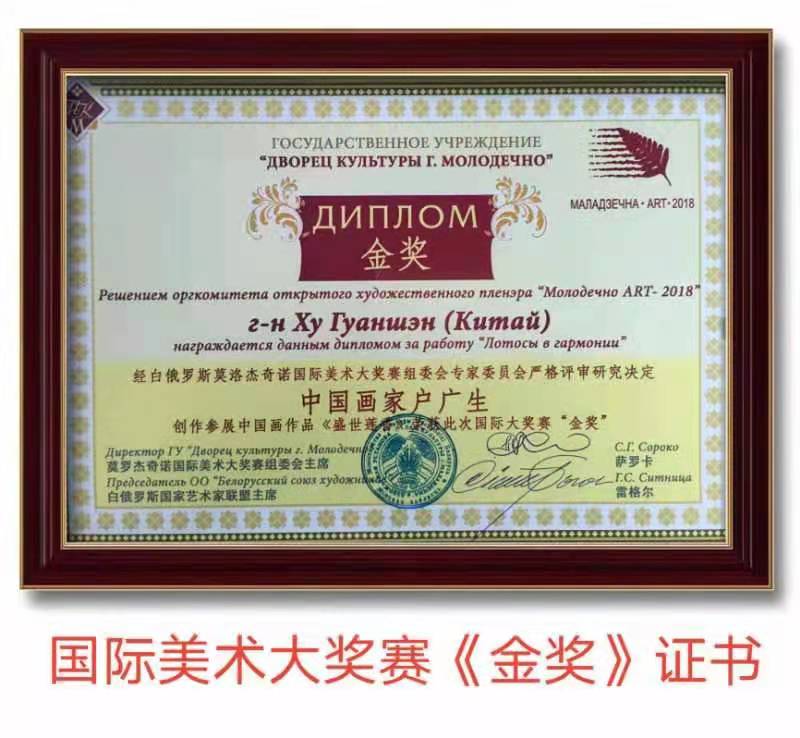 ГОСУДАРСТВЕННОЕ УЧРЕЖДЕНИЕ
“ДВОРЕЦ КУЛЬТУРЫ Г. МОЛОДЕЧНО”
МАЛАДЗЕЧНА • ART • 2018
ДИПЛОМ
金奖
Решением оргкомитета открытого художественного пленэра “Молодечно ART- 2018”
г-н Ху Гуаншэн (Китай)
награждается данным дипломом за работу “Лотосы в гармонии”
经白俄罗斯莫洛杰奇诺国际美术大奖赛组委会专家委员会严格评审研究决定
中国画家户广生
创作参展中国画作品《盛世莲香》荣获此次国际大奖赛“金奖”
Директор ГУ “Дворец культуры г. Молодечно
С.Г. Сороко
莫罗杰奇诺国际美术大奖赛组委会主席
萨罗卡
Председатель ОО “Белорусский союз художник
Г.С. Ситница
白俄罗斯国家艺术家联盟主席
雷格尔
国际美术大奖赛《金奖》证书